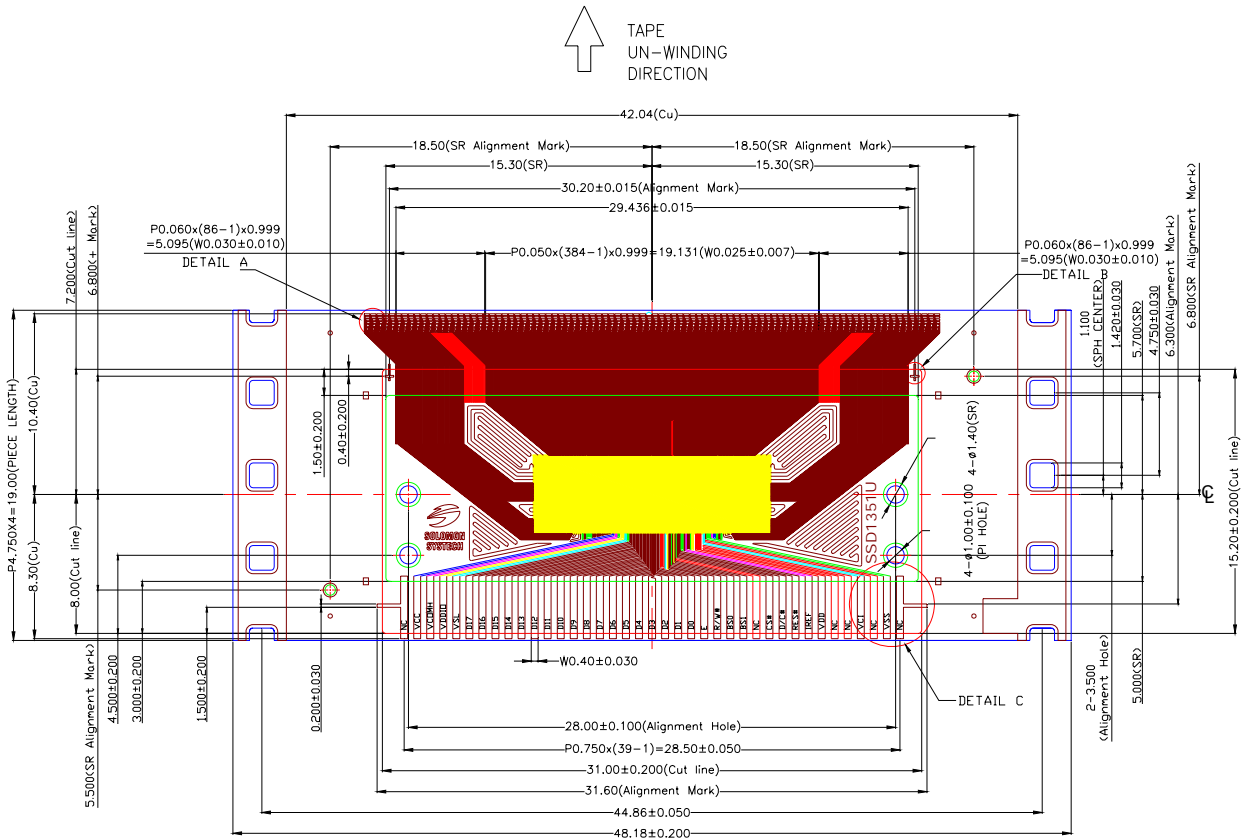 TAPE
UN-WINDING
DIRECTION
42.04(Cu)
18.50(SR Alignment Mark)
18.50(SR Alignment Mark)
15.30(SR)
15.30(SR)
30.20±0.015(Alignment Mark)
29.436±0.015
P0.060x(86-1)x0.999
=5.095(W0.030±0.010)
P0.050x(384-1)x0.999=19.131(W0.025±0.007)
P0.060x(86-1)x0.999
=5.095(W0.030±0.010)
DETAIL A
DETAIL B
7.200(Cut line)
6.800(+ Mark)
P4.750X4=19.00(PIECE LENGTH)
10.40(Cu)
8.30(Cu)
8.00(Cut line)
1.50±0.200
0.40±0.200
1.100
(SPH CENTER)
1.420±0.030
5.700(SR)
4.750±0.030
6.300(Alignment Mark)
6.800(SR Alignment Mark)
15.20±0.200(Cut line)
4-ø1.40(SR)
4-ø1.00±0.100
(PI HOLE)
SSD1351U
SOLOMON
SYSTECH
NC
VCC
VCOMH
VDDIO
VSL
D17
D16
D15
D14
D13
D12
D11
D10
D9
D8
D7
D6
D5
D4
D3
D2
D1
D0
E
R/W#
BS0
BS1
NC
CS#
D/C#
RES#
IREF
VDD
NC
NC
VCI
NC
VSS
NC
5.500(SR Alignment Mark)
4.500±0.200
3.000±0.200
1.500±0.200
0.200±0.030
W0.40±0.030
DETAIL C
2-3.500
(Alignment Hole)
5.000(SR)
28.00±0.100(Alignment Hole)
P0.750x(39-1)=28.50±0.050
31.00±0.200(Cut line)
31.60(Alignment Mark)
44.86±0.050
48.18±0.200